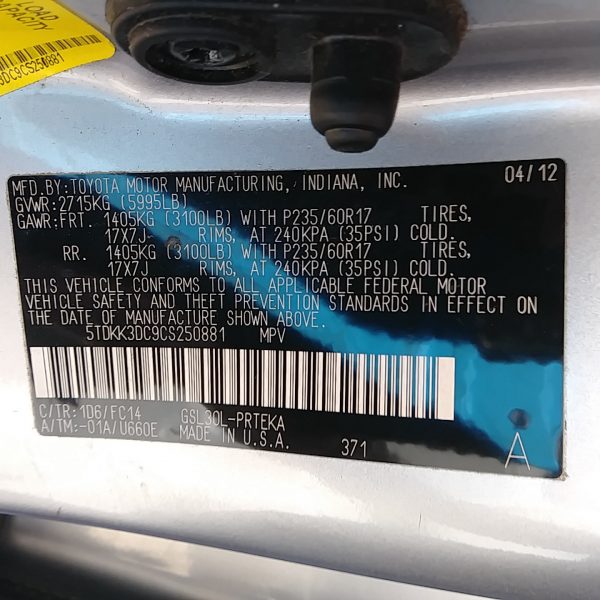 LOAD
CAPACITY
3DC9CS250881
MFD.BY:TOYOTA MOTOR MANUFACTURING, INDIANA, INC. 04/12
GVWR:2715KG (5995LB)
GAWR:FRT. 1405KG (3100LB) WITH P235/60R17 TIRES,
17X7J RIMS, AT 240KPA (35PSI) COLD.
RR. 1405KG (3100LB) WITH P235/60R17 TIRES,
17X7J RIMS, AT 240KPA (35PSI) COLD.
THIS VEHICLE CONFORMS TO ALL APPLICABLE FEDERAL MOTOR
VEHICLE SAFETY AND THEFT PREVENTION STANDARDS IN EFFECT ON
THE DATE OF MANUFACTURE SHOWN ABOVE.
5TDKK3DC9CS250881 MPV
C/TR:1D6/FC14 GSL30L-PRTEKA
A/TM:-01A/U660E MADE IN U.S.A. 371 A